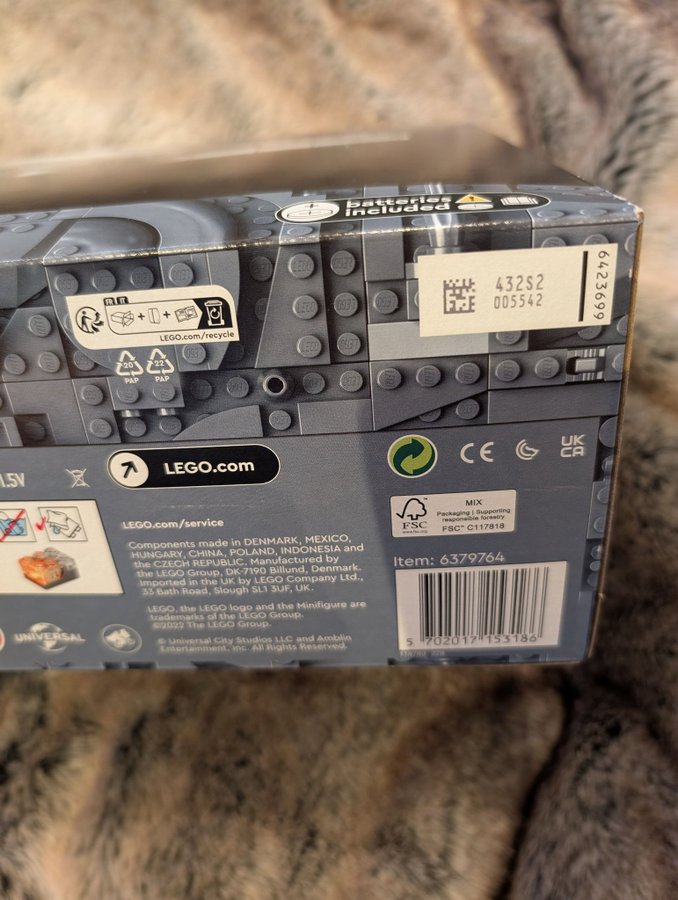 batteries
included
432S2
005542
6423699
FR IT
LEGO.com/recycle
20
PAP
22
PAP
1.5V
LEGO.com
CE
UK
CA
LEGO.com/service
FSC
www.fsc.org
MIX
Packaging | Supporting
responsible forestry
FSC™ C117818
Components made in DENMARK, MEXICO,
HUNGARY, CHINA, POLAND, INDONESIA and
the CZECH REPUBLIC. Manufactured by
the LEGO Group, DK-7190 Billund, Denmark.
Imported in the UK by LEGO Company Ltd.,
33 Bath Road, Slough SL1 3UF, UK.
Item: 6379764
LEGO, the LEGO logo and the Minifigure are
trademarks of the LEGO Group.
©2022 The LEGO Group.
UNIVERSAL
© Universal City Studios LLC and Amblin
Entertainment, Inc. All Rights Reserved.
5 702017 153186